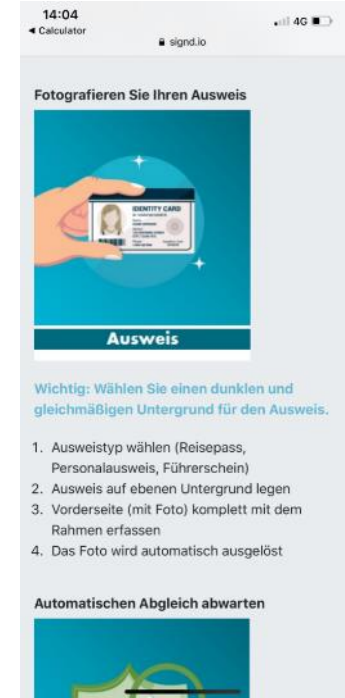 14:04
4G
◀ Calculator
signd.io
Fotografieren Sie Ihren Ausweis
IDENTITY CARD
Ausweis
Wichtig: Wählen Sie einen dunklen und
gleichmäßigen Untergrund für den Ausweis.
1. Ausweistyp wählen (Reisepass,
Personalausweis, Führerschein)
2. Ausweis auf ebenen Untergrund legen
3. Vorderseite (mit Foto) komplett mit dem
Rahmen erfassen
4. Das Foto wird automatisch ausgelöst
Automatischen Abgleich abwarten